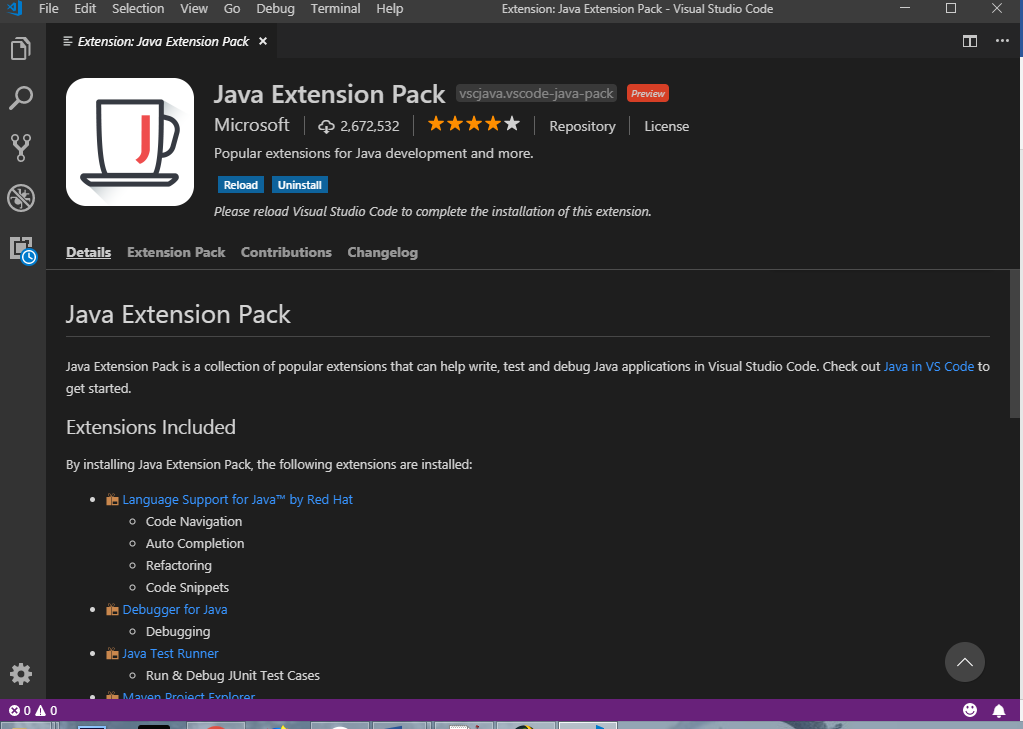 File Edit Selection View Go Debug Terminal Help Extension: Java Extension Pack - Visual Studio Code
Extension: Java Extension Pack
Java Extension Pack vscjava.vscode-java-pack Preview
Microsoft 2,672,532 Repository License
Popular extensions for Java development and more.
Reload Uninstall
Please reload Visual Studio Code to complete the installation of this extension.
Details Extension Pack Contributions Changelog
Java Extension Pack
Java Extension Pack is a collection of popular extensions that can help write, test and debug Java applications in Visual Studio Code. Check out Java in VS Code to
get started.
Extensions Included
By installing Java Extension Pack, the following extensions are installed:
Language Support for Java™ by Red Hat
Code Navigation
Auto Completion
Refactoring
Code Snippets
Debugger for Java
Debugging
Java Test Runner
Run & Debug JUnit Test Cases
Maven Project Explorer
0 0